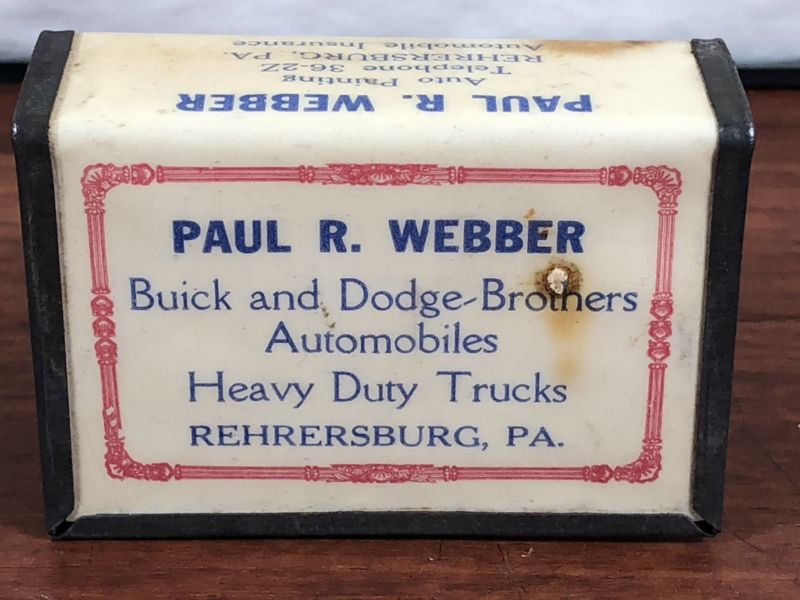 PAUL R. WEBBER
Auto Painting
Telephone 36-2Z
REHRERSBURG, PA.
Automobile Insurance
PAUL R. WEBBER
Buick and Dodge-Brothers
Automobiles
Heavy Duty Trucks
REHRERSBURG, PA.